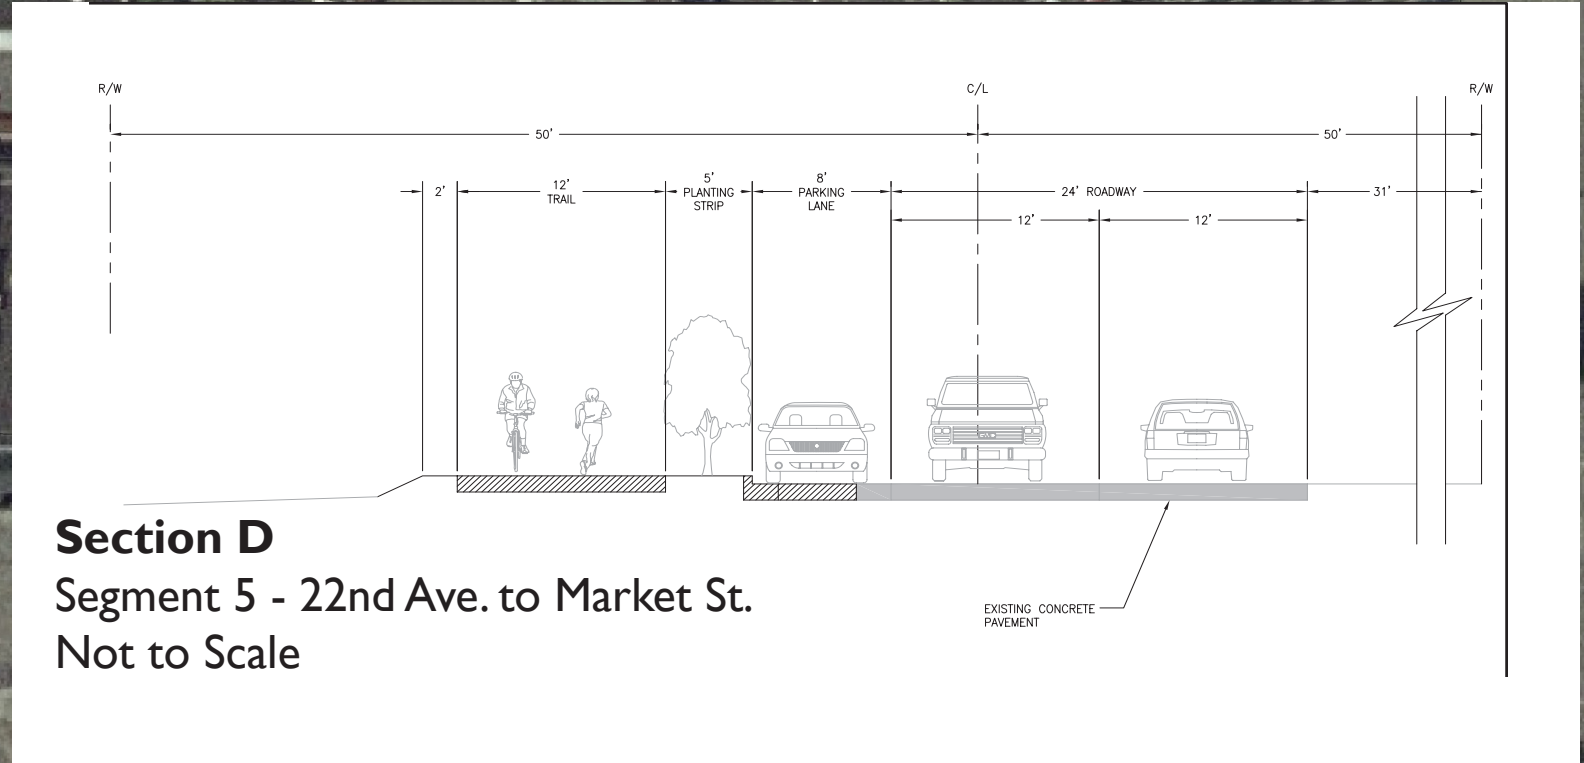 R/W
C/L
R/W
50'
50'
2'
12'
TRAIL
5'
PLANTING
STRIP
8'
PARKING
LANE
24' ROADWAY
31'
12'
12'
GMC
EXISTING CONCRETE
PAVEMENT
Section D
Segment 5 - 22nd Ave. to Market St.
Not to Scale